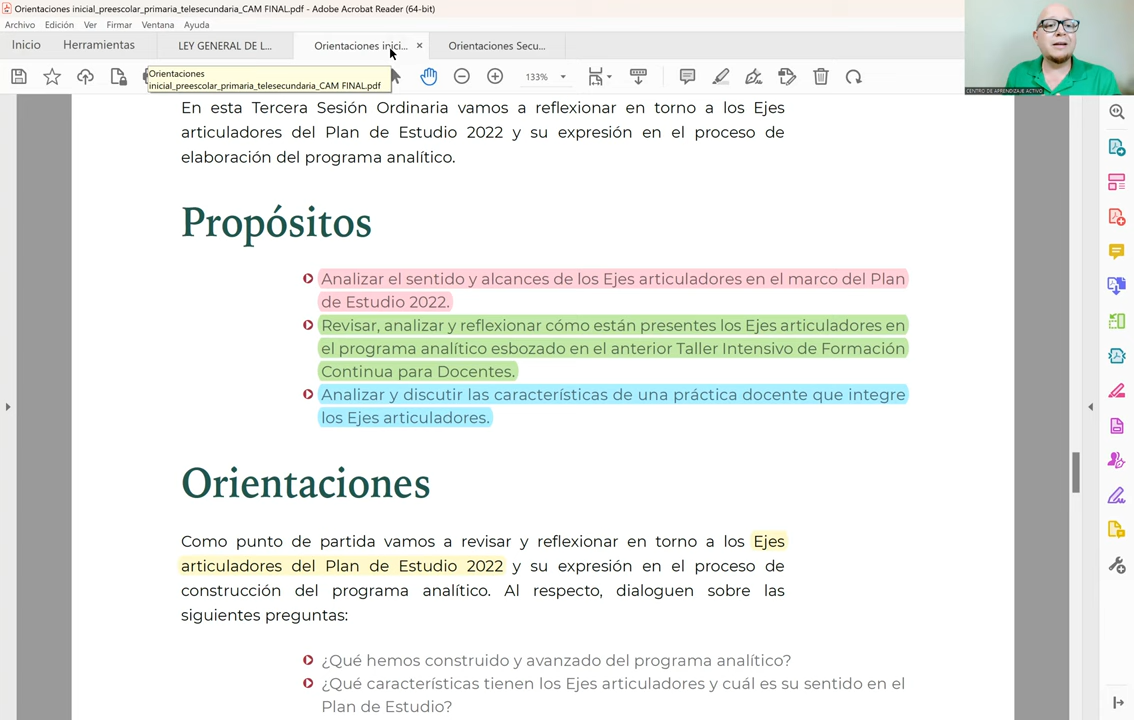 Orientaciones inicial_preescolar_primaria_telesecundaria_CAM FINAL.pdf - Adobe Acrobat Reader (64-bit)
Archivo Edición Ver Firmar Ventana Ayuda
Inicio Herramientas LEY GENERAL DE L... Orientaciones inici... × Orientaciones Secu...
133%
Orientaciones
inicial_preescolar_primaria_telesecundaria_CAM FINAL.pdf
CENTRO DE APRENDIZAJE ACTIVO
En esta Tercera Sesión Ordinaria vamos a reflexionar en torno a los Ejes
articuladores del Plan de Estudio 2022 y su expresión en el proceso de
elaboración del programa analítico.
Propósitos
Analizar el sentido y alcances de los Ejes articuladores en el marco del Plan
de Estudio 2022.
Revisar, analizar y reflexionar cómo están presentes los Ejes articuladores en
el programa analítico esbozado en el anterior Taller Intensivo de Formación
Continua para Docentes.
Analizar y discutir las características de una práctica docente que integre
los Ejes articuladores.
Orientaciones
Como punto de partida vamos a revisar y reflexionar en torno a los Ejes
articuladores del Plan de Estudio 2022 y su expresión en el proceso de
construcción del programa analítico. Al respecto, dialoguen sobre las
siguientes preguntas:
¿Qué hemos construido y avanzado del programa analítico?
¿Qué características tienen los Ejes articuladores y cuál es su sentido en el
Plan de Estudio?